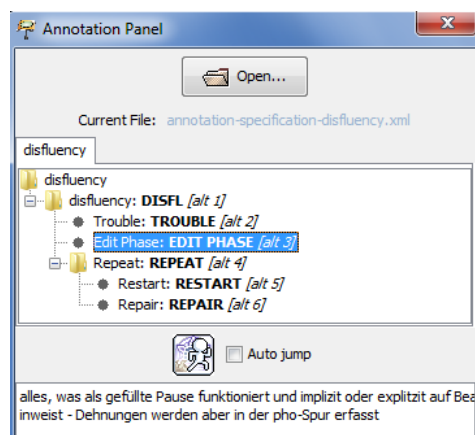 Annotation Panel
Open...
Current File: annotation-specification-disfluency.xml
disfluency
disfluency
disfluency: DISFL [alt 1]
Trouble: TROUBLE [alt 2]
Edit Phase: EDIT PHASE [alt 3]
Repeat: REPEAT [alt 4]
Restart: RESTART [alt 5]
Repair: REPAIR [alt 6]
Auto jump
alles, was als gefüllte Pause funktioniert und implizit oder explitzit auf Bea
inweist - Dehnungen werden aber in der pho-Spur erfasst